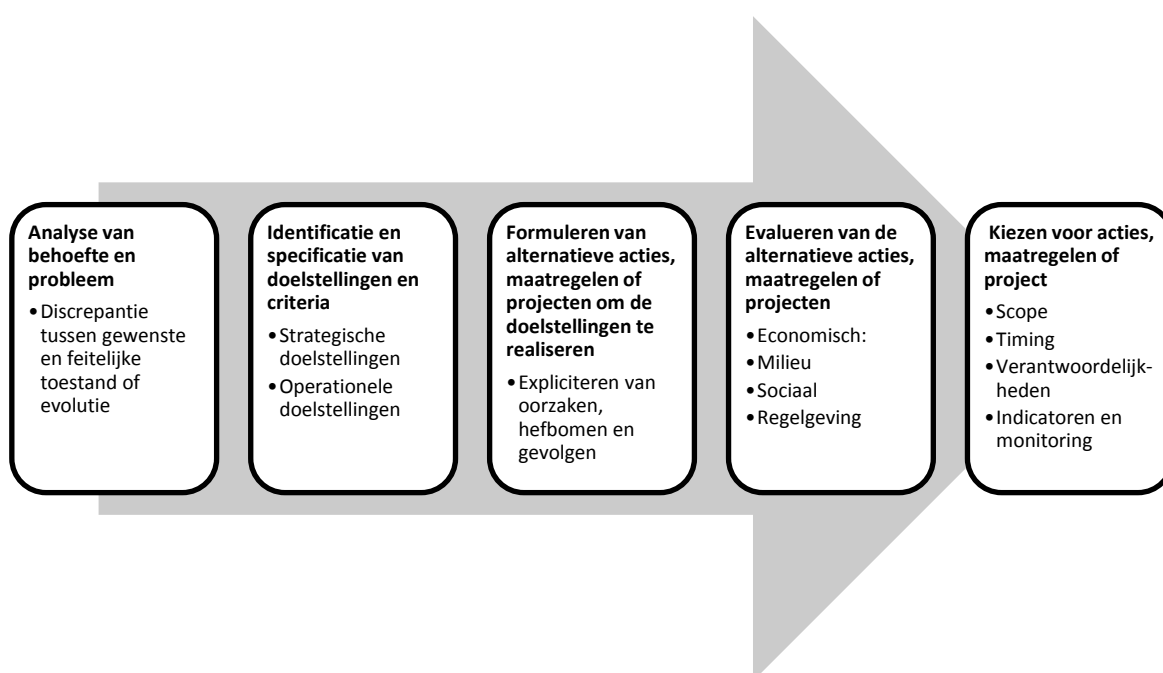 Analyse van
behoefte en
probleem
•Discrepantie
tussen gewenste
en feitelijke
toestand of
evolutie
Identificatie en
specificatie van
doelstellingen en
criteria
•Strategische
doelstellingen
•Operationele
doelstellingen
Formuleren van
alternatieve acties,
maatregelen of
projecten om de
doelstellingen te
realiseren
•Expliciteren van
oorzaken,
hefbomen en
gevolgen
Evalueren van de
alternatieve acties,
maatregelen of
projecten
•Economisch:
•Milieu
•Sociaal
•Regelgeving
Kiezen voor acties,
maatregelen of
project
•Scope
•Timing
•Verantwoordelijk-
heden
•Indicatoren en
monitoring